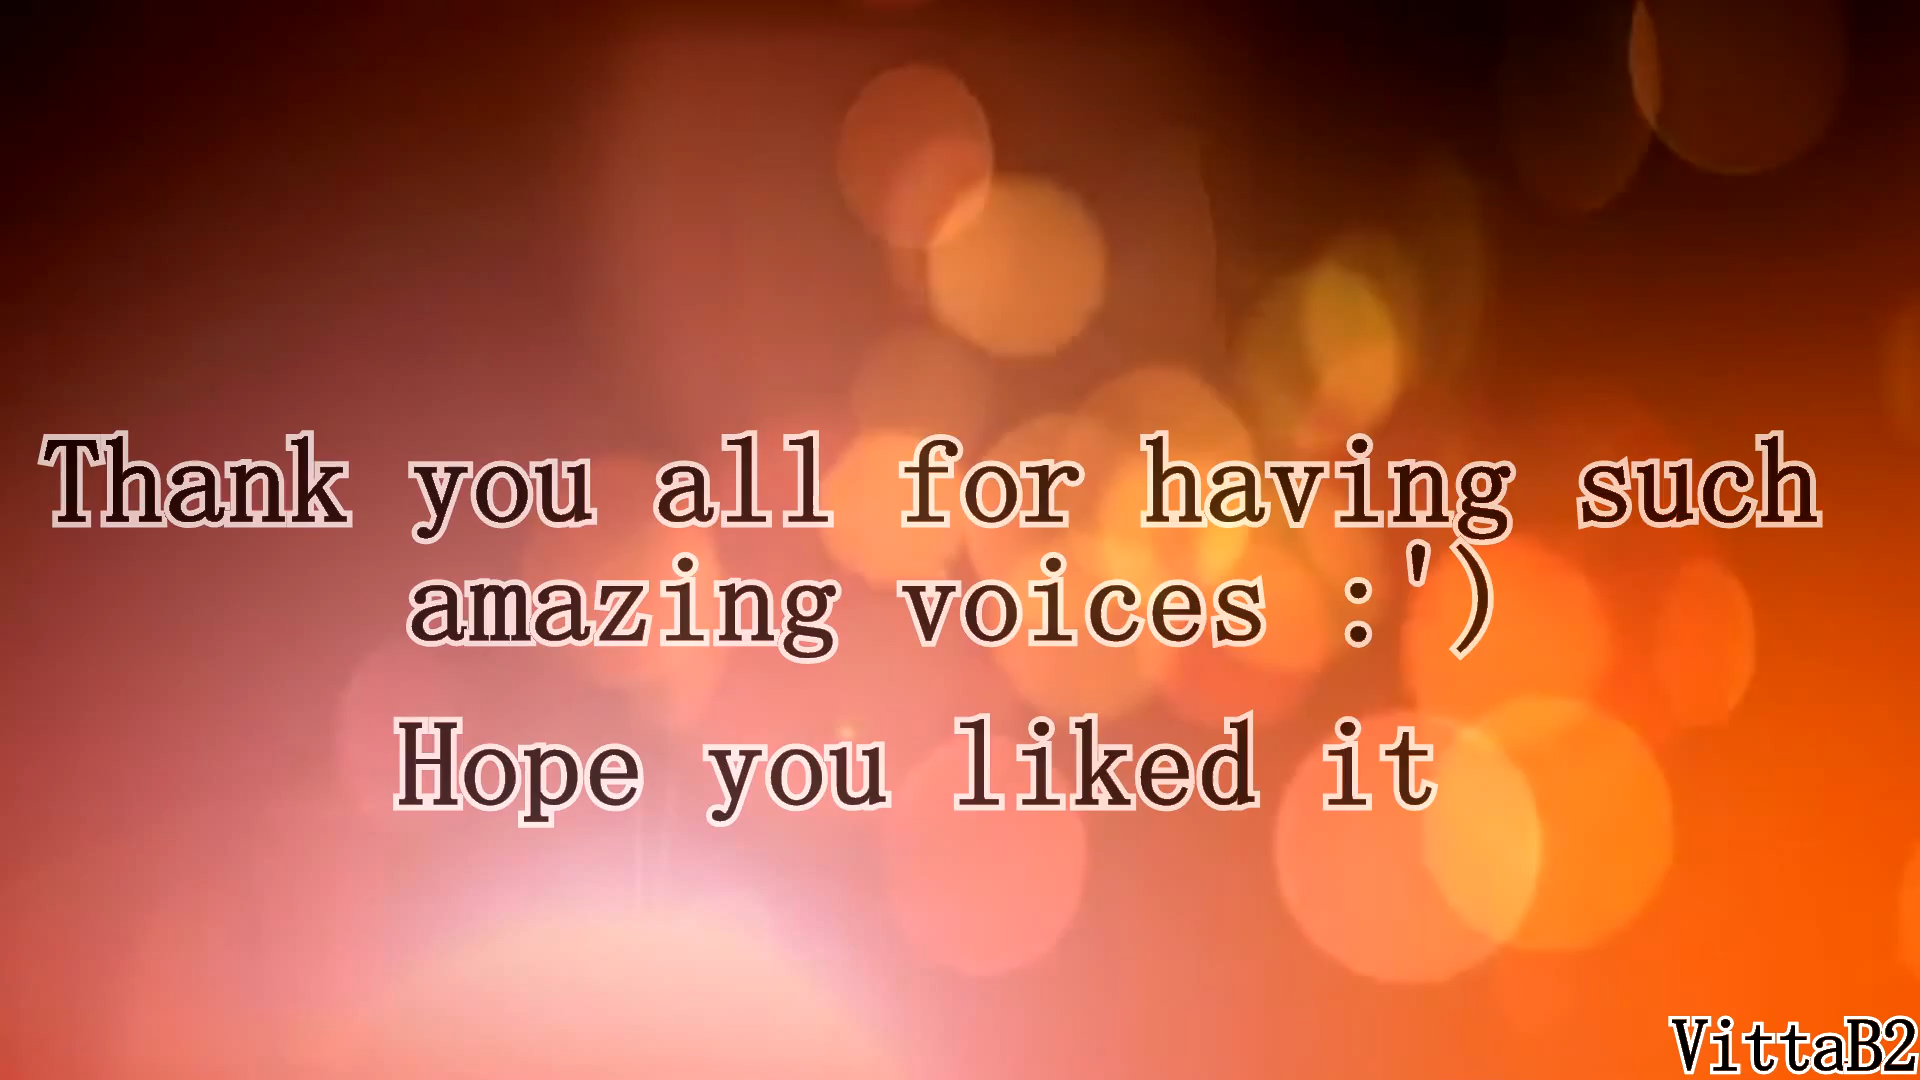 Thank you all for having such
amazing voices :')
Hope you liked it
VittaB2